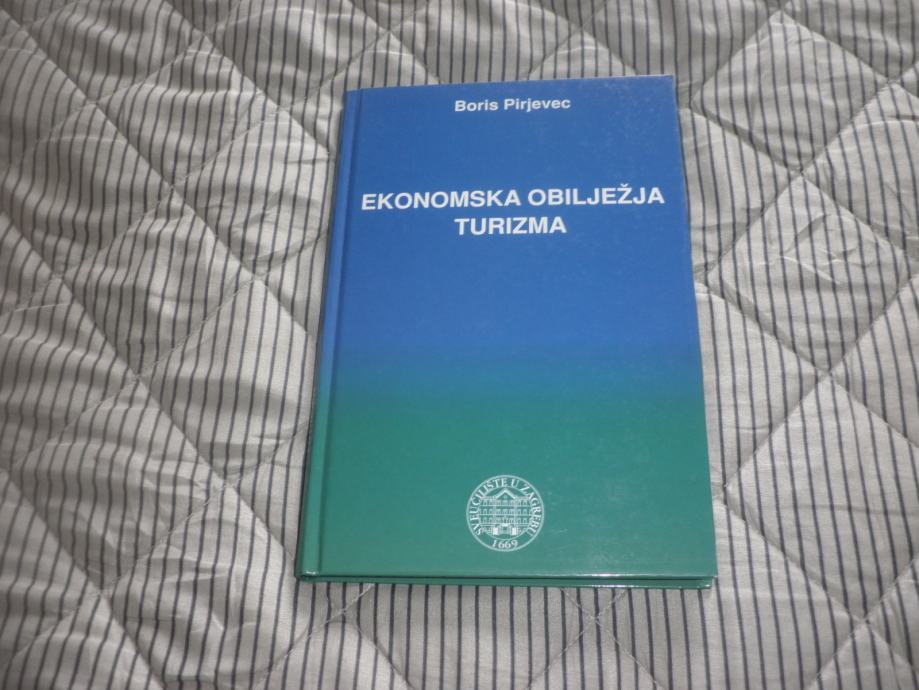 Boris Pirjevec
EKONOMSKA OBILJEŽJA
TURIZMA
SVEUČILIŠTE U ZAGREBU
1669